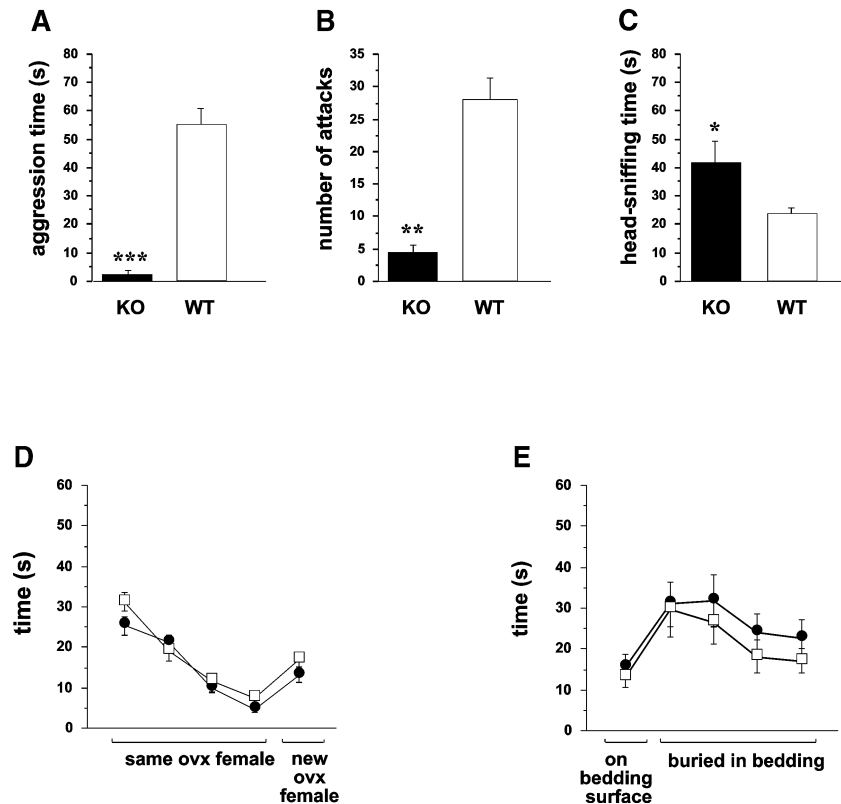 A
B
C
aggression time (s)
80
70
60
50
40
30
20
10
0
***
KO WT
number of attacks
35
30
25
20
15
10
5
0
**
KO WT
head-sniffing time (s)
80
70
60
50
40
30
20
10
0
*
KO WT
D
E
time (s)
60
50
40
30
20
10
0
same ovx female
new
ovx
female
time (s)
60
50
40
30
20
10
0
on
bedding
surface
buried in bedding